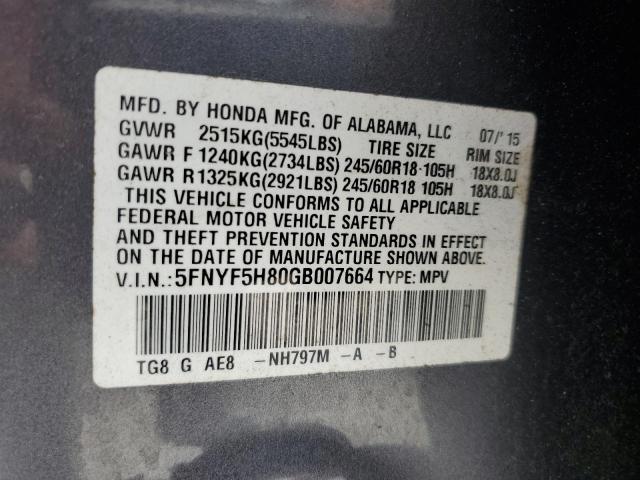 MFD. BY HONDA MFG. OF ALABAMA, LLC 07/'15
GVWR 2515KG(5545LBS) TIRE SIZE RIM SIZE
GAWR F 1240KG(2734LBS) 245/60R18 105H 18X8.0J
GAWR R 1325KG(2921LBS) 245/60R18 105H 18X8.0J
THIS VEHICLE CONFORMS TO ALL APPLICABLE
FEDERAL MOTOR VEHICLE SAFETY
AND THEFT PREVENTION STANDARDS IN EFFECT
ON THE DATE OF MANUFACTURE SHOWN ABOVE.
V.I.N.: 5FNYF5H80GB007664 TYPE: MPV
TG8 G AE8 -NH797M -A -B